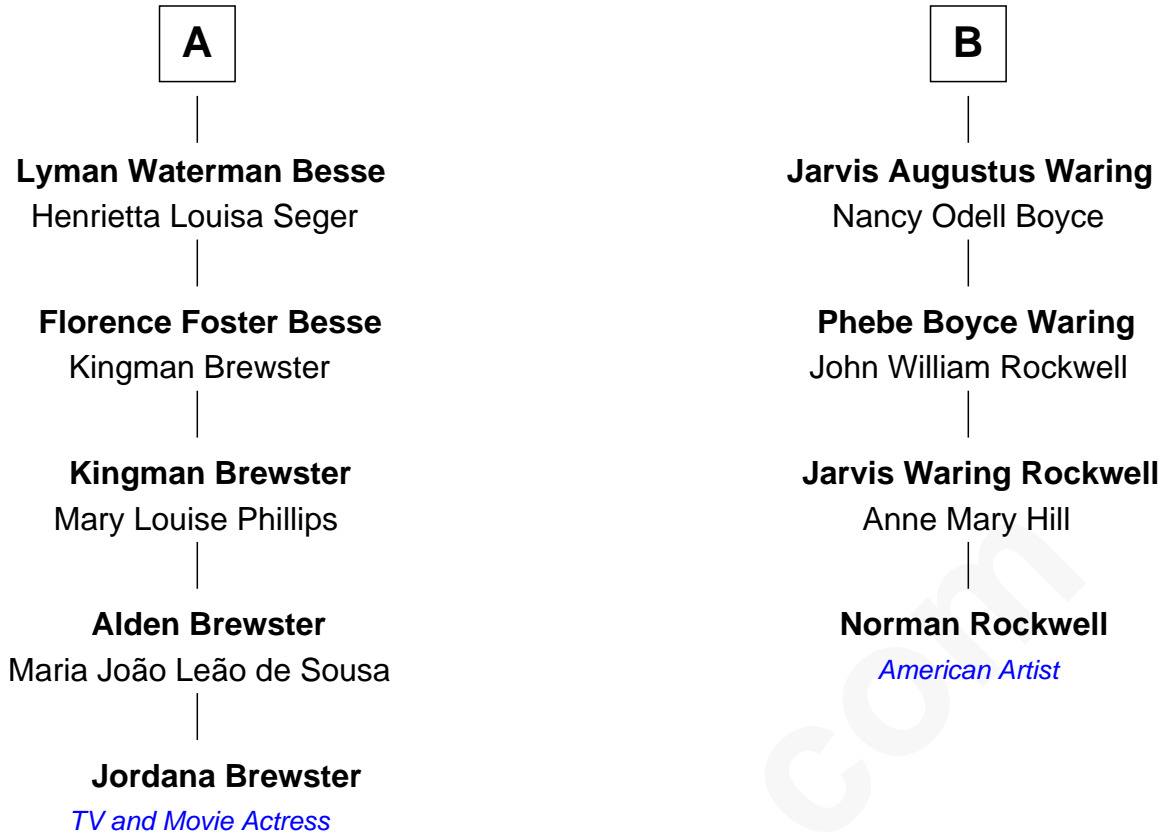 A
Lyman Waterman Besse
Henrietta Louisa Seger
Florence Foster Besse
Kingman Brewster
Kingman Brewster
Mary Louise Phillips
Alden Brewster
Maria João Leão de Sousa
Jordana Brewster
TV and Movie Actress
B
Jarvis Augustus Waring
Nancy Odell Boyce
Phebe Boyce Waring
John William Rockwell
Jarvis Waring Rockwell
Anne Mary Hill
Norman Rockwell
American Artist
com